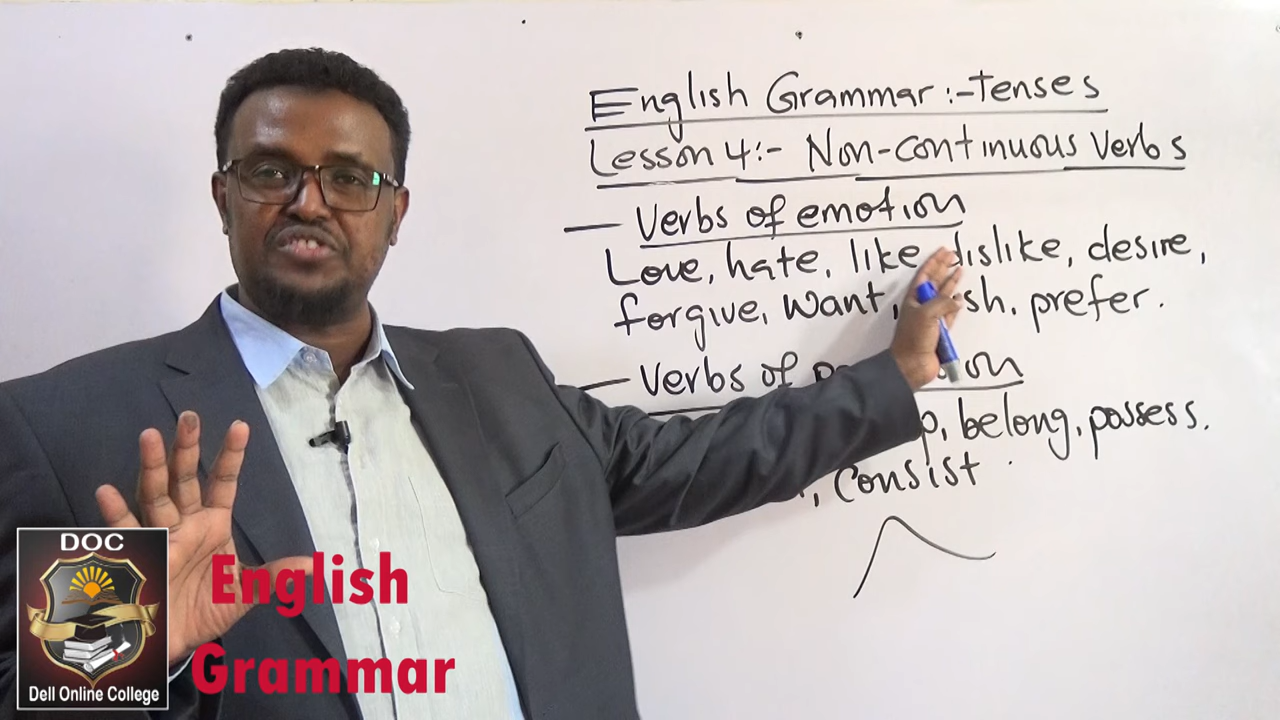 English Grammar:-Tenses
Lesson 4:- Non-continuous Verbs
— Verbs of emotion
Love, hate, like, dislike, desire,
forgive, want, prefer.
— Verbs of
belong, possess.
, Consist.
DOC
Dell Online College
English
Grammar